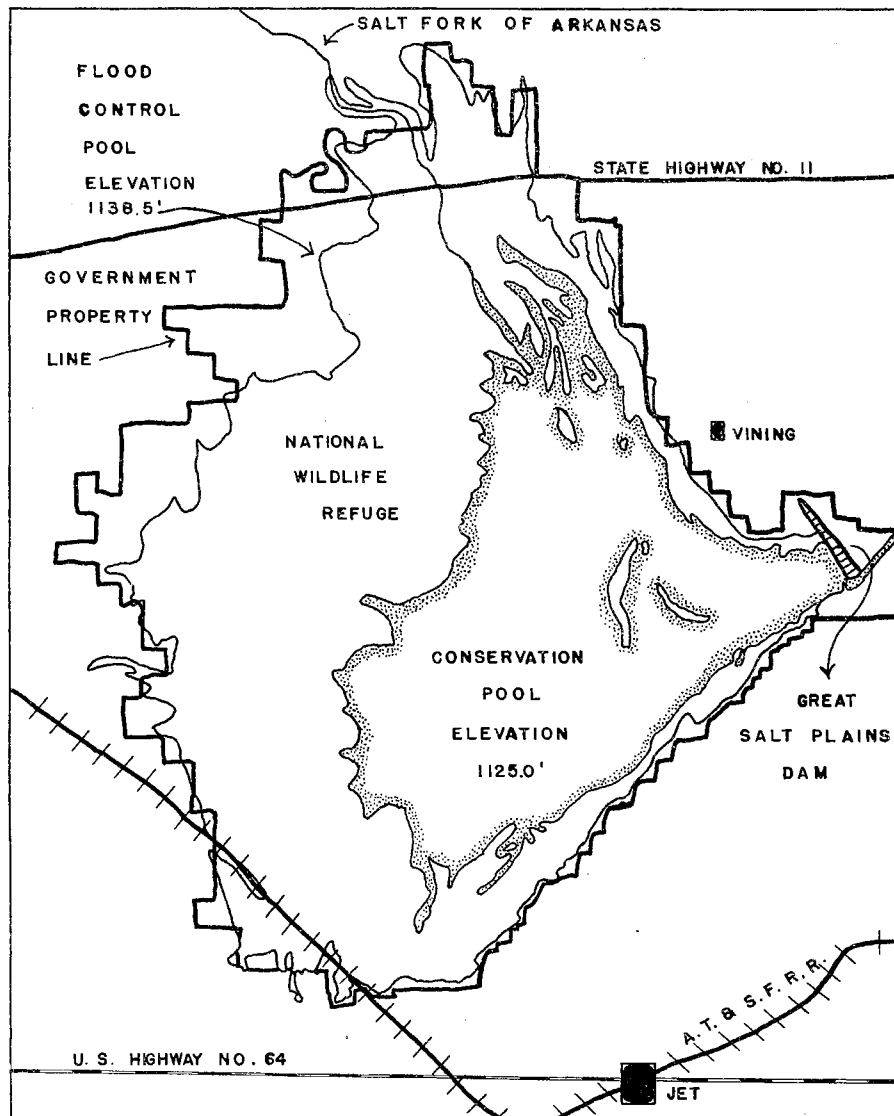 SALT FORK OF ARKANSAS
FLOOD
CONTROL
POOL
ELEVATION
1138.5'
STATE HIGHWAY NO. 11
GOVERNMENT
PROPERTY
LINE
VINING
NATIONAL
WILDLIFE
REFUGE
CONSERVATION
POOL
ELEVATION
1125.0'
GREAT
SALT PLAINS
DAM
A.T. & S.F. R.R.
U.S. HIGHWAY NO. 64
JET